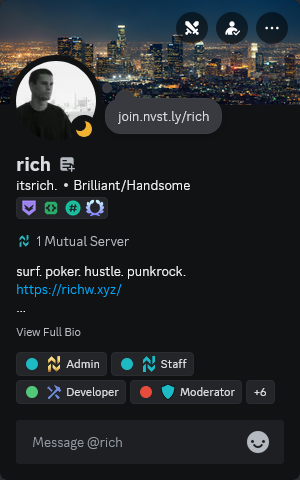 join.nvst.ly/rich
rich
itsrich. • Brilliant/Handsome
1 Mutual Server
surf. poker. hustle. punkrock.
https://richw.xyz/
...
View Full Bio
Admin
Staff
Developer
Moderator
+6
Message @rich